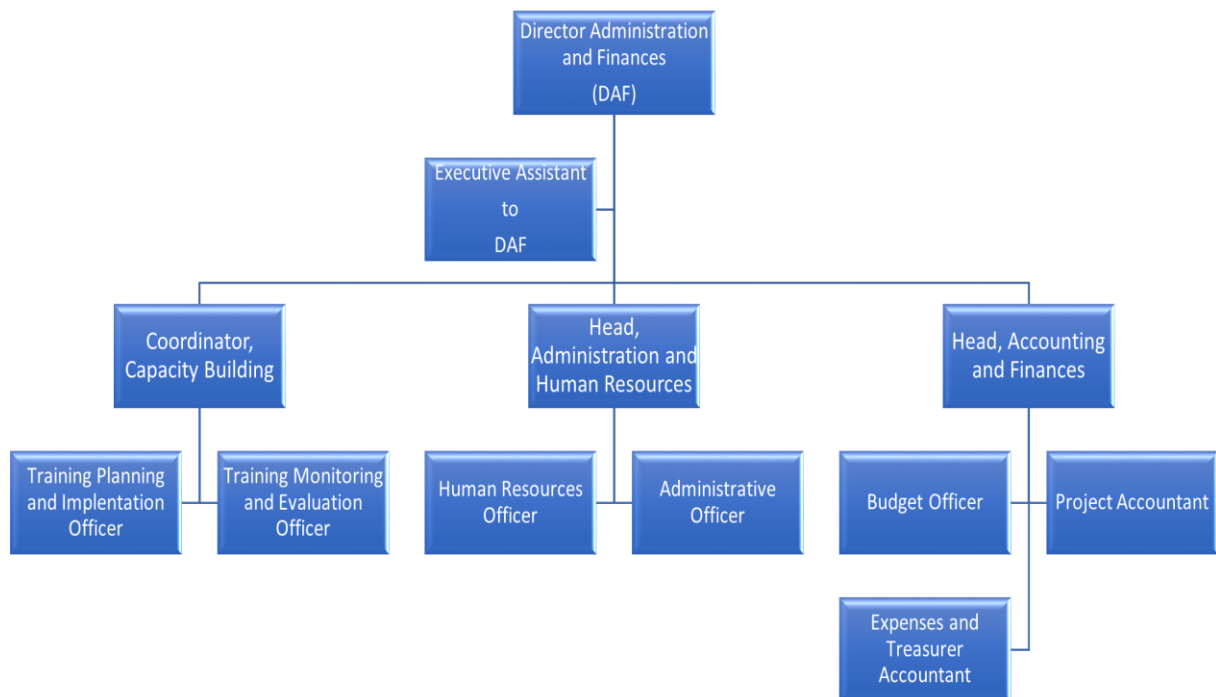 Director Administration
and Finances
(DAF)
Executive Assistant
to
DAF
Coordinator,
Capacity Building
Head,
Administration and
Human Resources
Head, Accounting
and Finances
Training Planning
and Implentation
Officer
Training Monitoring
and Evaluation
Officer
Human Resources
Officer
Administrative
Officer
Budget Officer
Project Accountant
Expenses and
Treasurer
Accountant